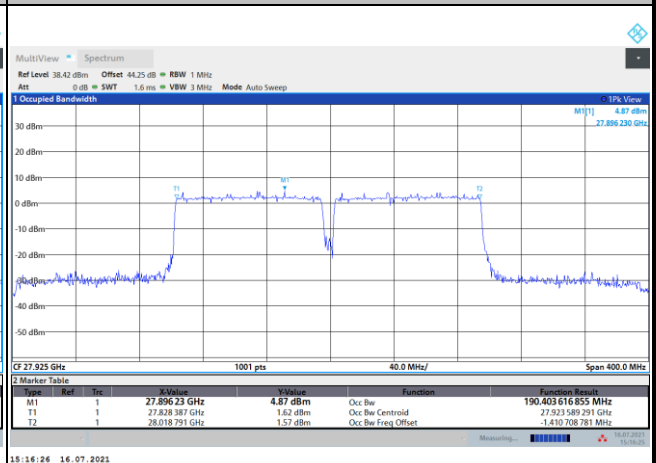 MultiView Spectrum
Ref Level 38.42 dBm Offset 44.25 dB RBW 1 MHz
Att 0 dB SWT 1.6 ms VBW 3 MHz Mode Auto Sweep
1 Occupied Bandwidth 1Pk View
M1[1] 4.87 dBm
27.896 230 GHz
30 dBm
20 dBm
M1
10 dBm
T1 T2
0 dBm
-10 dBm
-20 dBm
-30 dBm
-40 dBm
-50 dBm
CF 27.925 GHz 1001 pts 40.0 MHz/ Span 400.0 MHz
2 Marker Table
Type Ref Trc X-Value Y-Value Function Function Result
M1 1 27.896 23 GHz 4.87 dBm Occ Bw 190.403 616 855 MHz
T1 1 27.828 387 GHz 1.62 dBm Occ Bw Centroid 27.923 589 291 GHz
T2 1 28.018 791 GHz 1.57 dBm Occ Bw Freq Offset -1.410 708 781 MHz
Measuring... 16.07.2021
15:16:25
15:16:26 16.07.2021